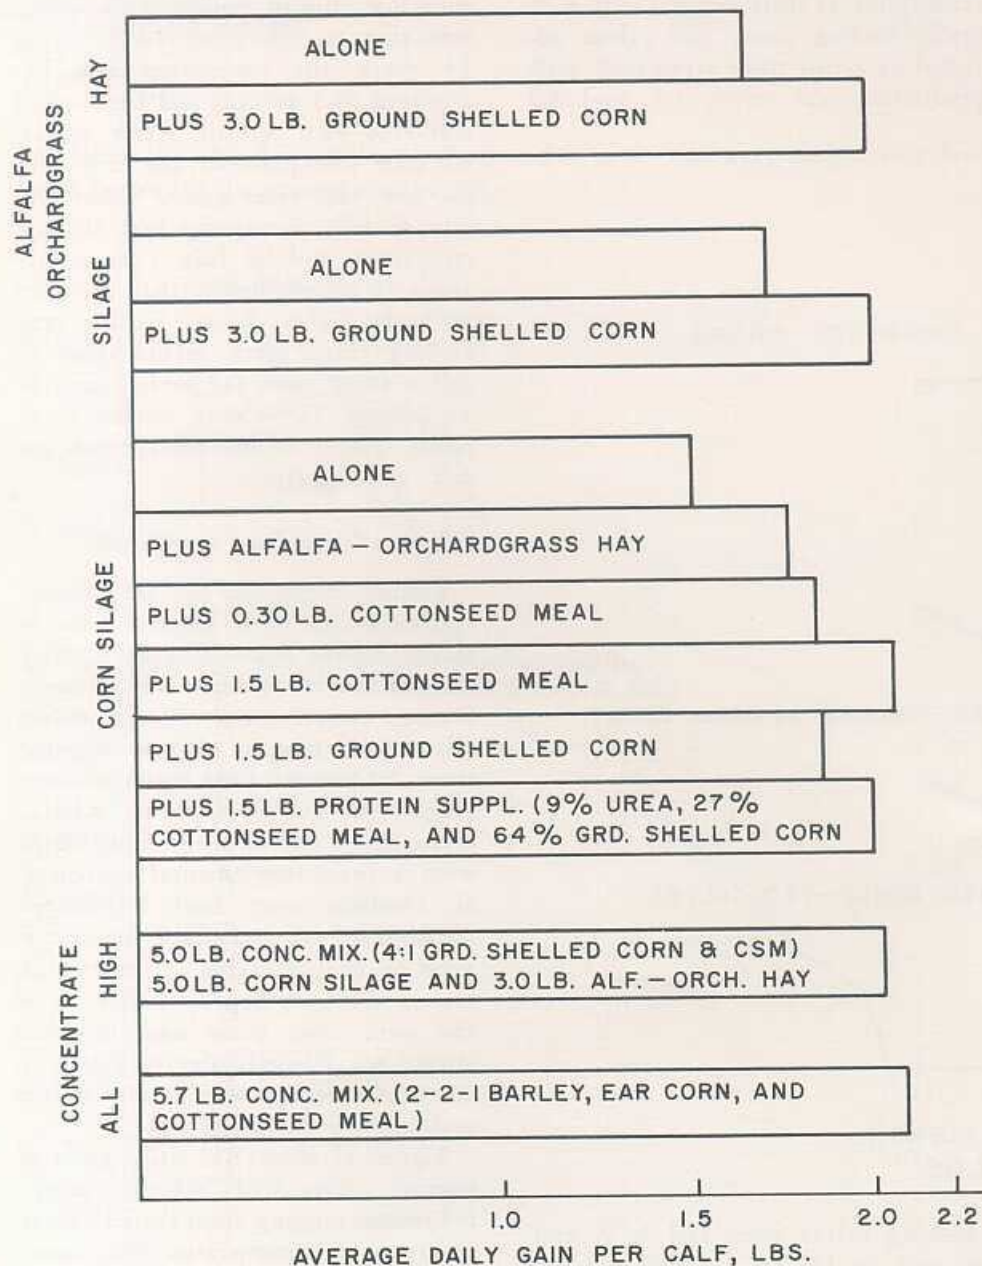 ALFALFA
ORCHARDGRASS
HAY
ALONE
PLUS 3.0 LB. GROUND SHELLED CORN
SILAGE
ALONE
PLUS 3.0 LB. GROUND SHELLED CORN
CORN SILAGE
ALONE
PLUS ALFALFA — ORCHARDGRASS HAY
PLUS 0.30 LB. COTTONSEED MEAL
PLUS 1.5 LB. COTTONSEED MEAL
PLUS 1.5 LB. GROUND SHELLED CORN
PLUS 1.5 LB. PROTEIN SUPPL. (9% UREA, 27%
COTTONSEED MEAL, AND 64% GRD. SHELLED CORN
CONCENTRATE
HIGH
5.0 LB. CONC. MIX. (4:1 GRD. SHELLED CORN & CSM)
5.0 LB. CORN SILAGE AND 3.0 LB. ALF. — ORCH. HAY
ALL
5.7 LB. CONC. MIX. (2-2-1 BARLEY, EAR CORN, AND
COTTONSEED MEAL)
1.0 1.5 2.0 2.2
AVERAGE DAILY GAIN PER CALF, LBS.